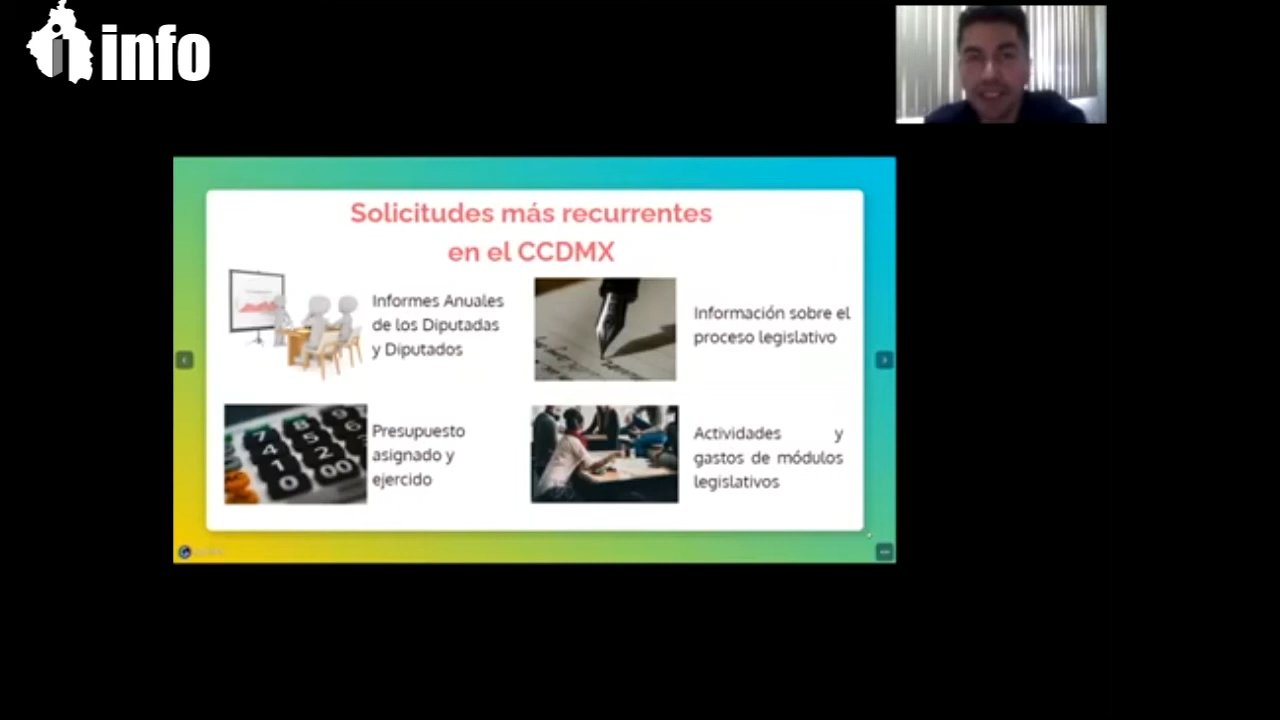 info
Solicitudes más recurrentes
en el CCDMX
Informes Anuales
de los Diputadas
y Diputados
Información sobre el
proceso legislativo
Presupuesto
asignado y
ejercido
Actividades y
gastos de módulos
legislativos